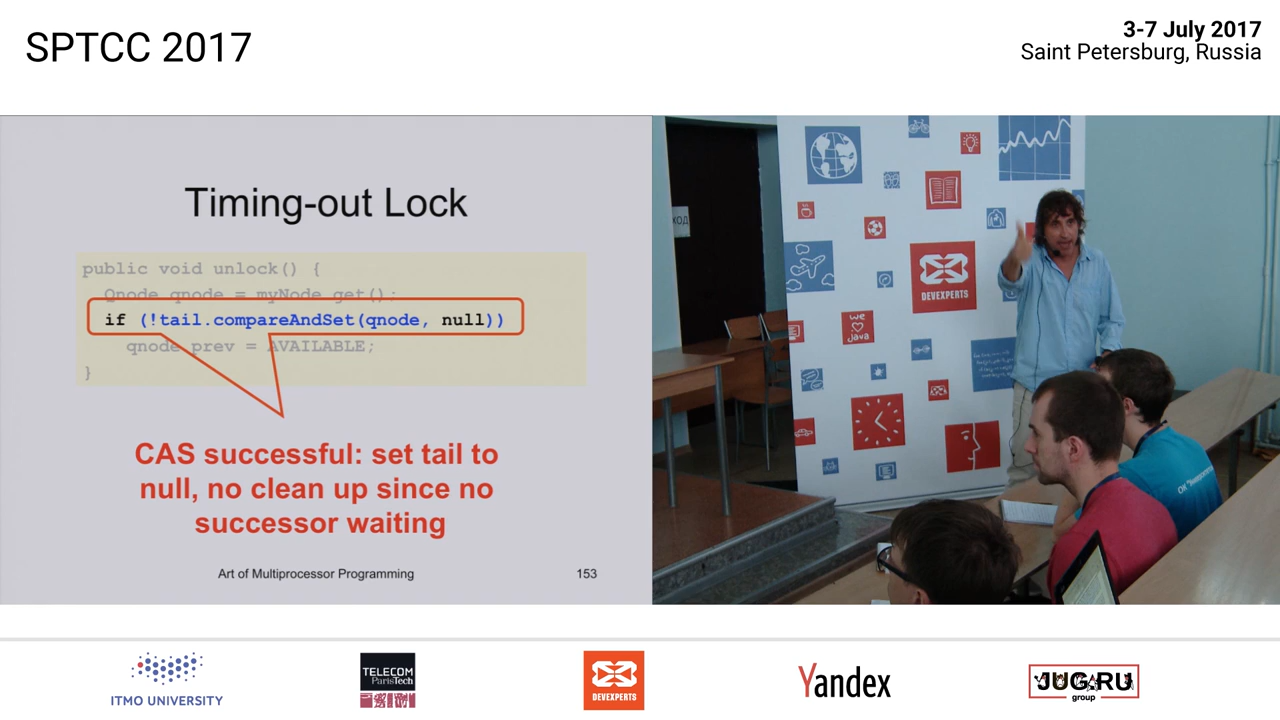 SPTCC 2017
3-7 July 2017
Saint Petersburg, Russia
Timing-out Lock
public void unlock() {
Qnode qnode = myNode.get();
if (!tail.compareAndSet(qnode, null))
qnode.prev = AVAILABLE;
}
CAS successful: set tail to
null, no clean up since no
successor waiting
Art of Multiprocessor Programming
153
ХОД
DEVEXPERTS
we
java
ITMO UNIVERSITY
TELECOM
ParisTech
DEVEXPERTS
Yandex
JUG.RU
group